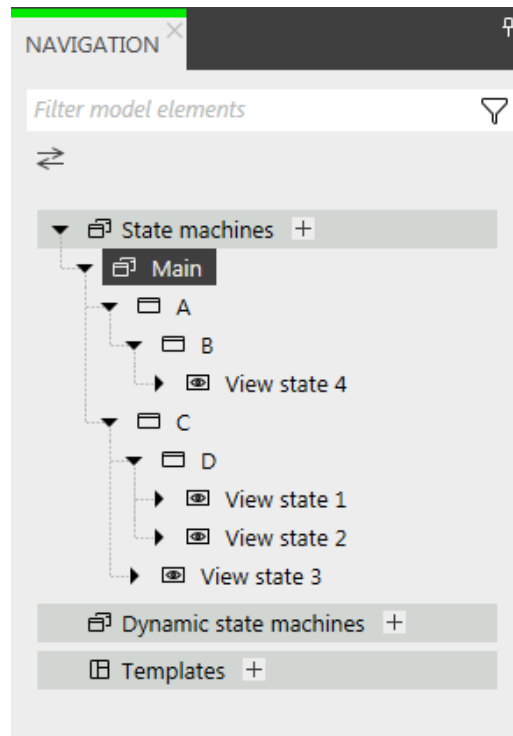 NAVIGATION
Filter model elements
State machines
Main
A
B
View state 4
C
D
View state 1
View state 2
View state 3
Dynamic state machines
Templates